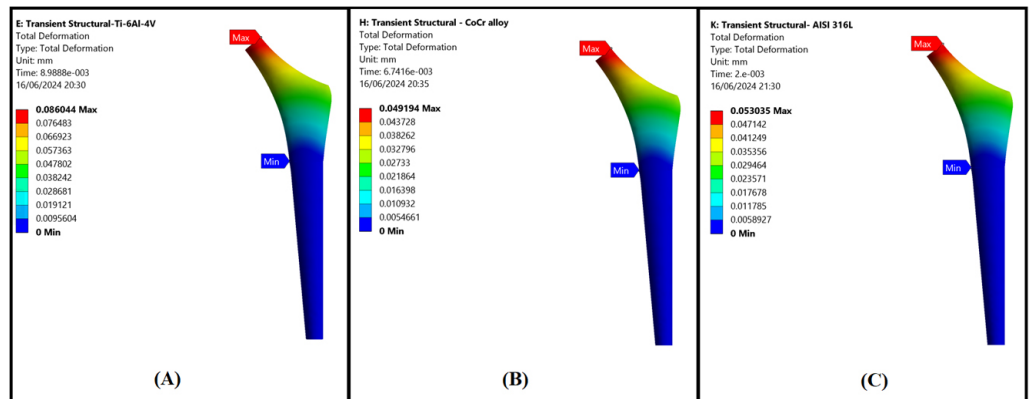 E: Transient Structural-Ti-6Al-4V
Total Deformation
Type: Total Deformation
Unit: mm
Time: 8.9888e-003
16/06/2024 20:30
0.086044 Max
0.076483
0.066923
0.057363
0.047802
0.038242
0.028681
0.019121
0.0095604
0 Min
Max
Min
(A)
H: Transient Structural - CoCr alloy
Total Deformation
Type: Total Deformation
Unit: mm
Time: 6.7416e-003
16/06/2024 20:35
0.049194 Max
0.043728
0.038262
0.032796
0.02733
0.021864
0.016398
0.010932
0.0054661
0 Min
Max
Min
(B)
K: Transient Structural- AISI 316L
Total Deformation
Type: Total Deformation
Unit: mm
Time: 2.e-003
16/06/2024 21:30
0.053035 Max
0.047142
0.041249
0.035356
0.029464
0.023571
0.017678
0.011785
0.0058927
0 Min
Max
Min
(C)